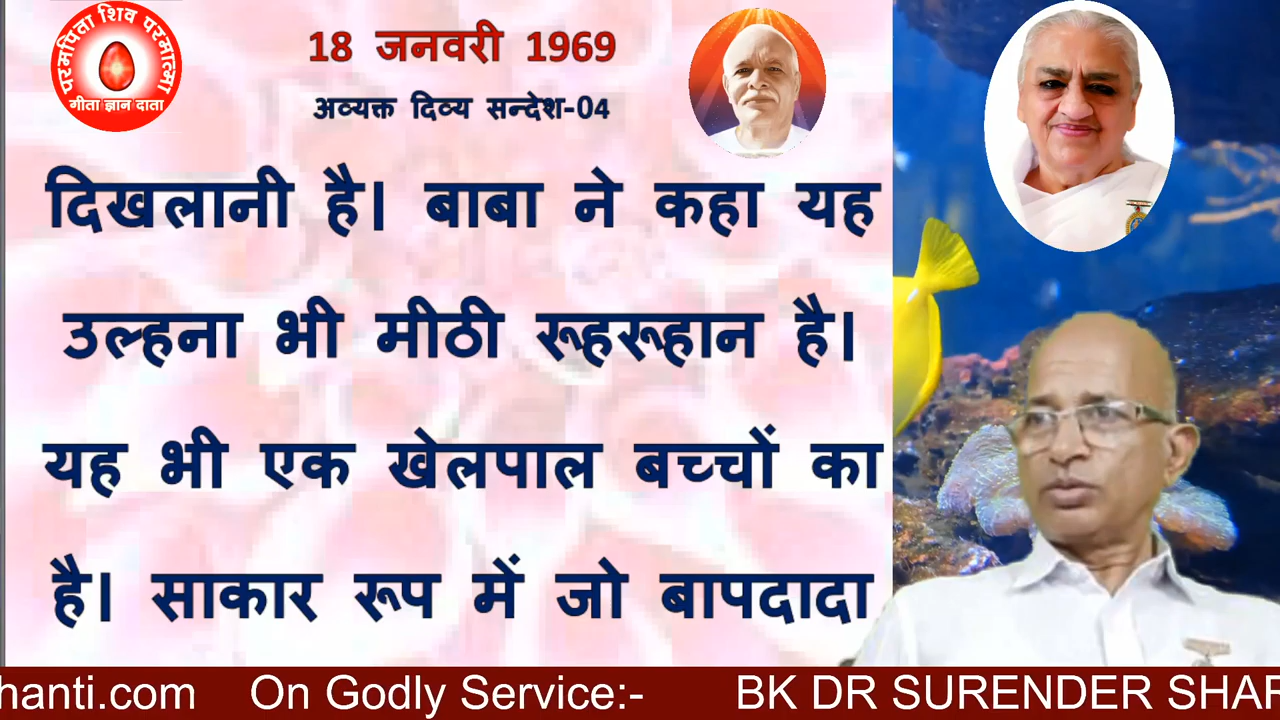 परमपिता शिव परमात्मा
गीता ज्ञान दाता
18 जनवरी 1969
अव्यक्त दिव्य सन्देश-04
दिखलानी है। बाबा ने कहा यह
उल्हना भी मीठी रूहरूहान है।
यह भी एक खेलपाल बच्चों का
है। साकार रूप में जो बापदादा
hanti.com On Godly Service:- BK DR SURENDER SHAR